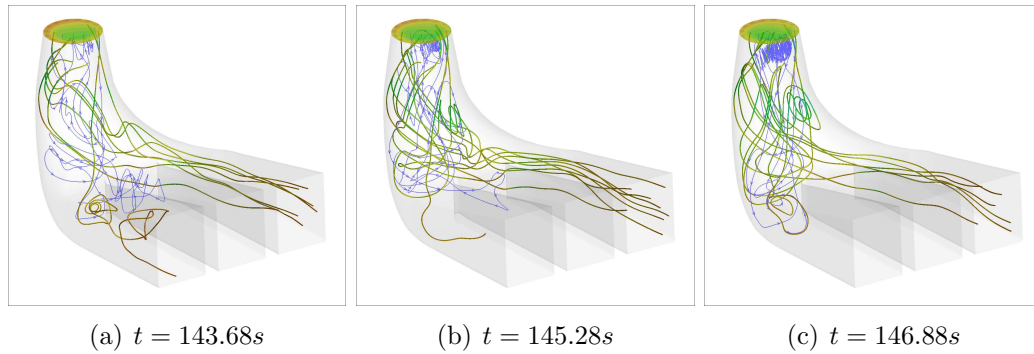 (a) t = 143.68s
(b) t = 145.28s
(c) t = 146.88s